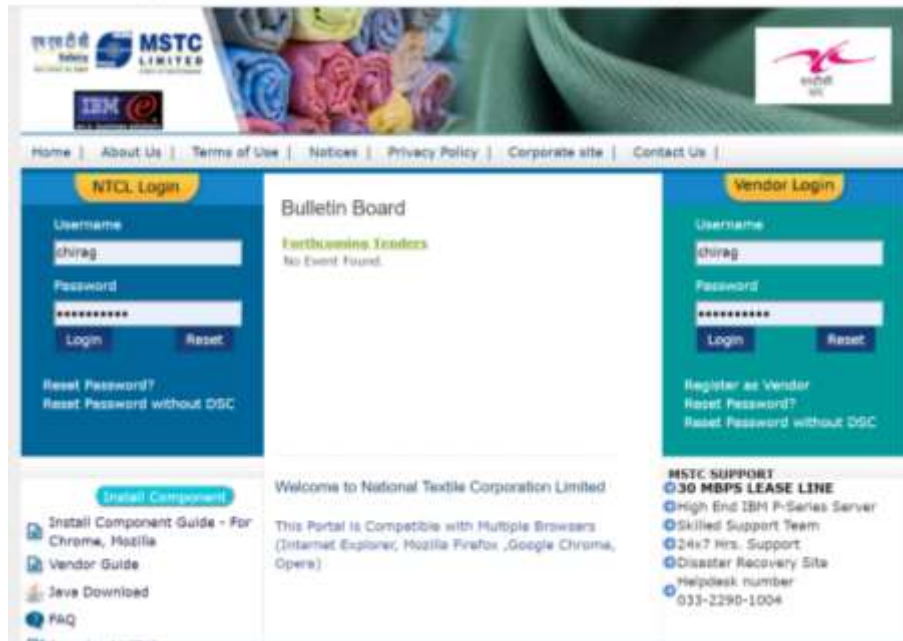 एम एस टी सी
MSTC
LIMITED
IBM
एनटीसी
NTC
Home | About Us | Terms of Use | Notices | Privacy Policy | Corporate site | Contact Us |
NTCL Login
Username
chirag
Password
••••••••••
Login Reset
Reset Password?
Reset Password without DSC
Bulletin Board
Forthcoming Tenders
No Event Found.
Vendor Login
Username
chirag
Password
••••••••••
Login Reset
Register as Vendor
Reset Password?
Reset Password without DSC
Install Component
Install Component Guide - For
Chrome, Mozilla
Vendor Guide
Java Download
FAQ
Welcome to National Textile Corporation Limited
This Portal is Compatible with Multiple Browsers
(Internet Explorer, Mozilla Firefox ,Google Chrome,
Opera)
MSTC SUPPORT
30 MBPS LEASE LINE
High End IBM P-Series Server
Skilled Support Team
24x7 Hrs. Support
Disaster Recovery Site
Helpdesk number
033-2290-1004